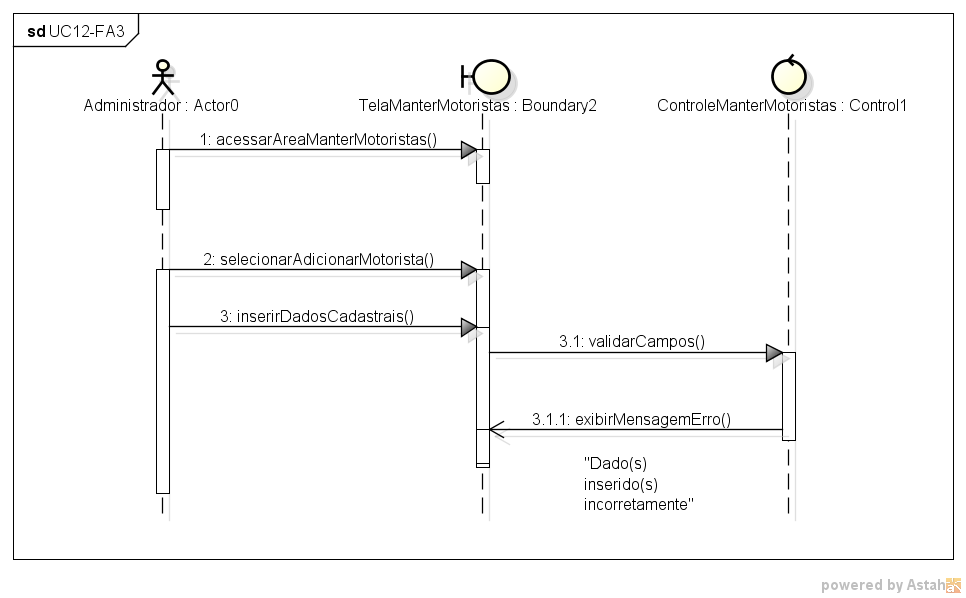 sd UC12-FA3
Administrador : Actor0
TelaManterMotoristas : Boundary2
ControleManterMotoristas : Control1
1: acessarAreaManterMotoristas()
2: selecionarAdicionarMotorista()
3: inserirDadosCadastrais()
3.1: validarCampos()
3.1.1: exibirMensagemErro()
"Dado(s)
inserido(s)
incorretamente"
powered by Astah